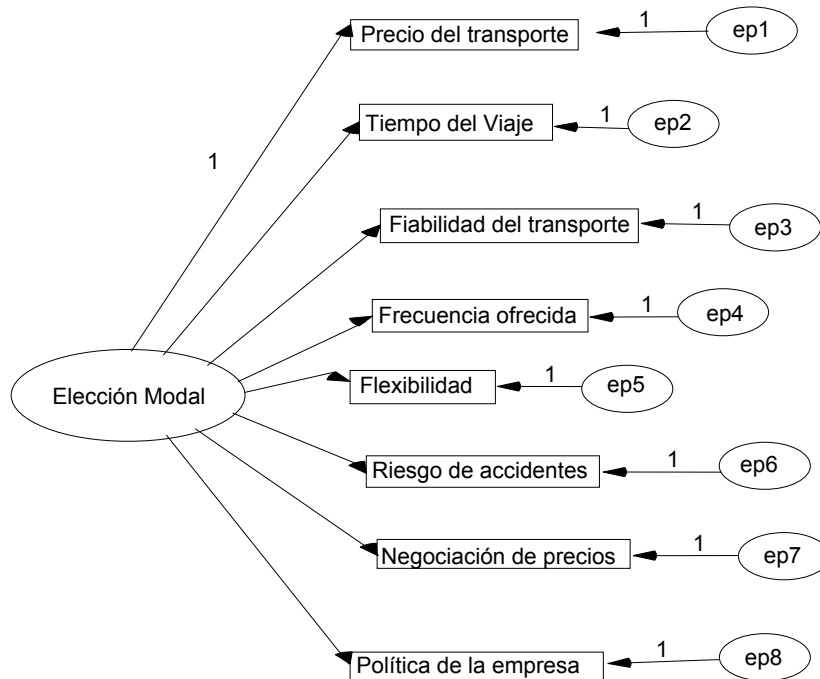 Precio del transporte
1
ep1
Tiempo del Viaje
1
ep2
1
Fiabilidad del transporte
1
ep3
Frecuencia ofrecida
1
ep4
Elección Modal
Flexibilidad
1
ep5
Riesgo de accidentes
1
ep6
Negociación de precios
1
ep7
Política de la empresa
1
ep8